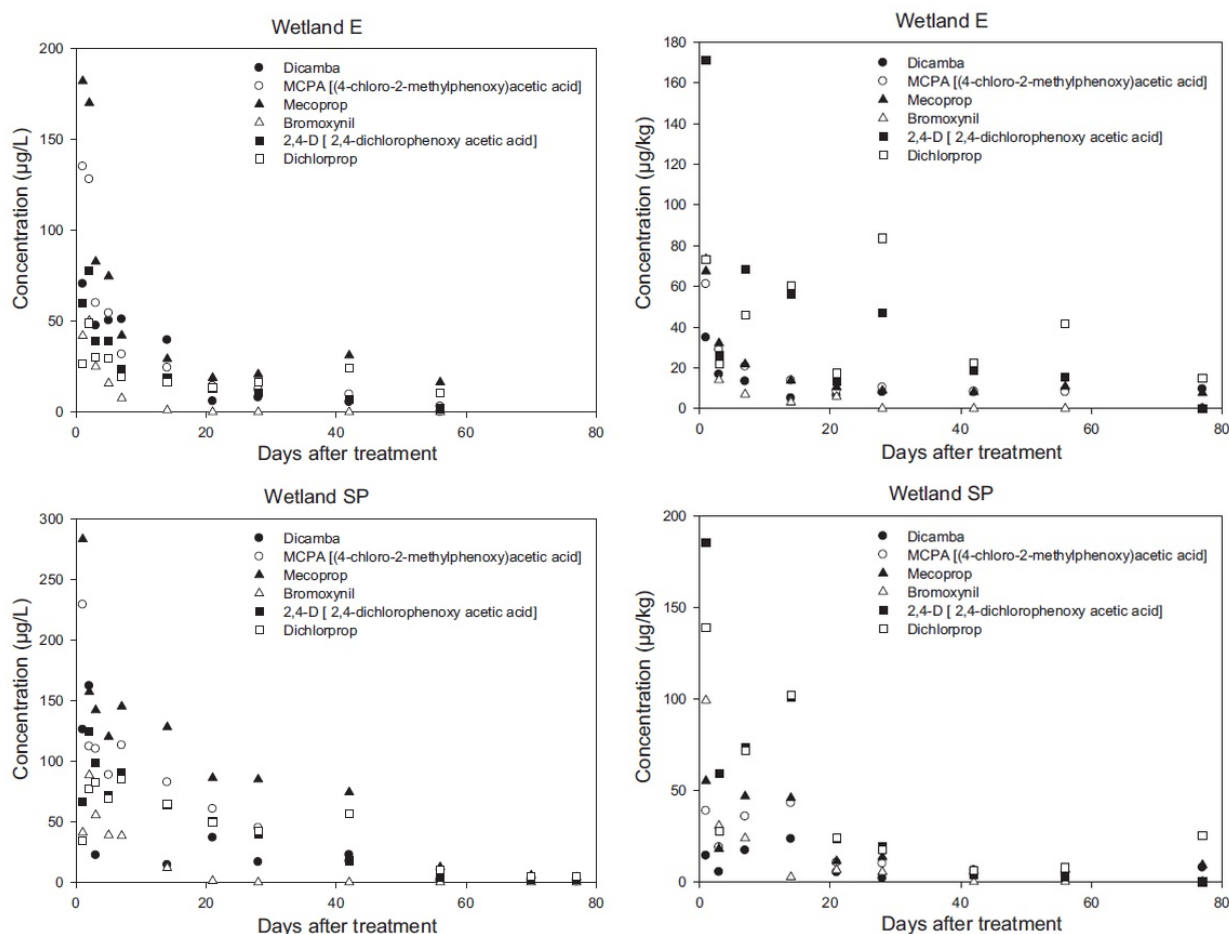 Wetland E
200
150
100
50
0
Concentration (µg/L)
Dicamba
MCPA [(4-chloro-2-methylphenoxy)acetic acid]
Mecoprop
Bromoxynil
2,4-D [ 2,4-dichlorophenoxy acetic acid]
Dichlorprop
0 20 40 60 80
Days after treatment
Wetland E
180
160
140
120
100
80
60
40
20
0
Concentration (µg/kg)
Dicamba
MCPA [(4-chloro-2-methylphenoxy)acetic acid]
Mecoprop
Bromoxynil
2,4-D [ 2,4-dichlorophenoxy acetic acid]
Dichlorprop
0 20 40 60 80
Days after treatment
Wetland SP
300
250
200
150
100
50
0
Concentration (µg/L)
Dicamba
MCPA [(4-chloro-2-methylphenoxy)acetic acid]
Mecoprop
Bromoxynil
2,4-D [ 2,4-dichlorophenoxy acetic acid]
Dichlorprop
0 20 40 60 80
Days after treatment
Wetland SP
200
150
100
50
0
Concentration (µg/kg)
Dicamba
MCPA [(4-chloro-2-methylphenoxy)acetic acid]
Mecoprop
Bromoxynil
2,4-D [ 2,4-dichlorophenoxy acetic acid]
Dichlorprop
0 20 40 60 80
Days after treatment